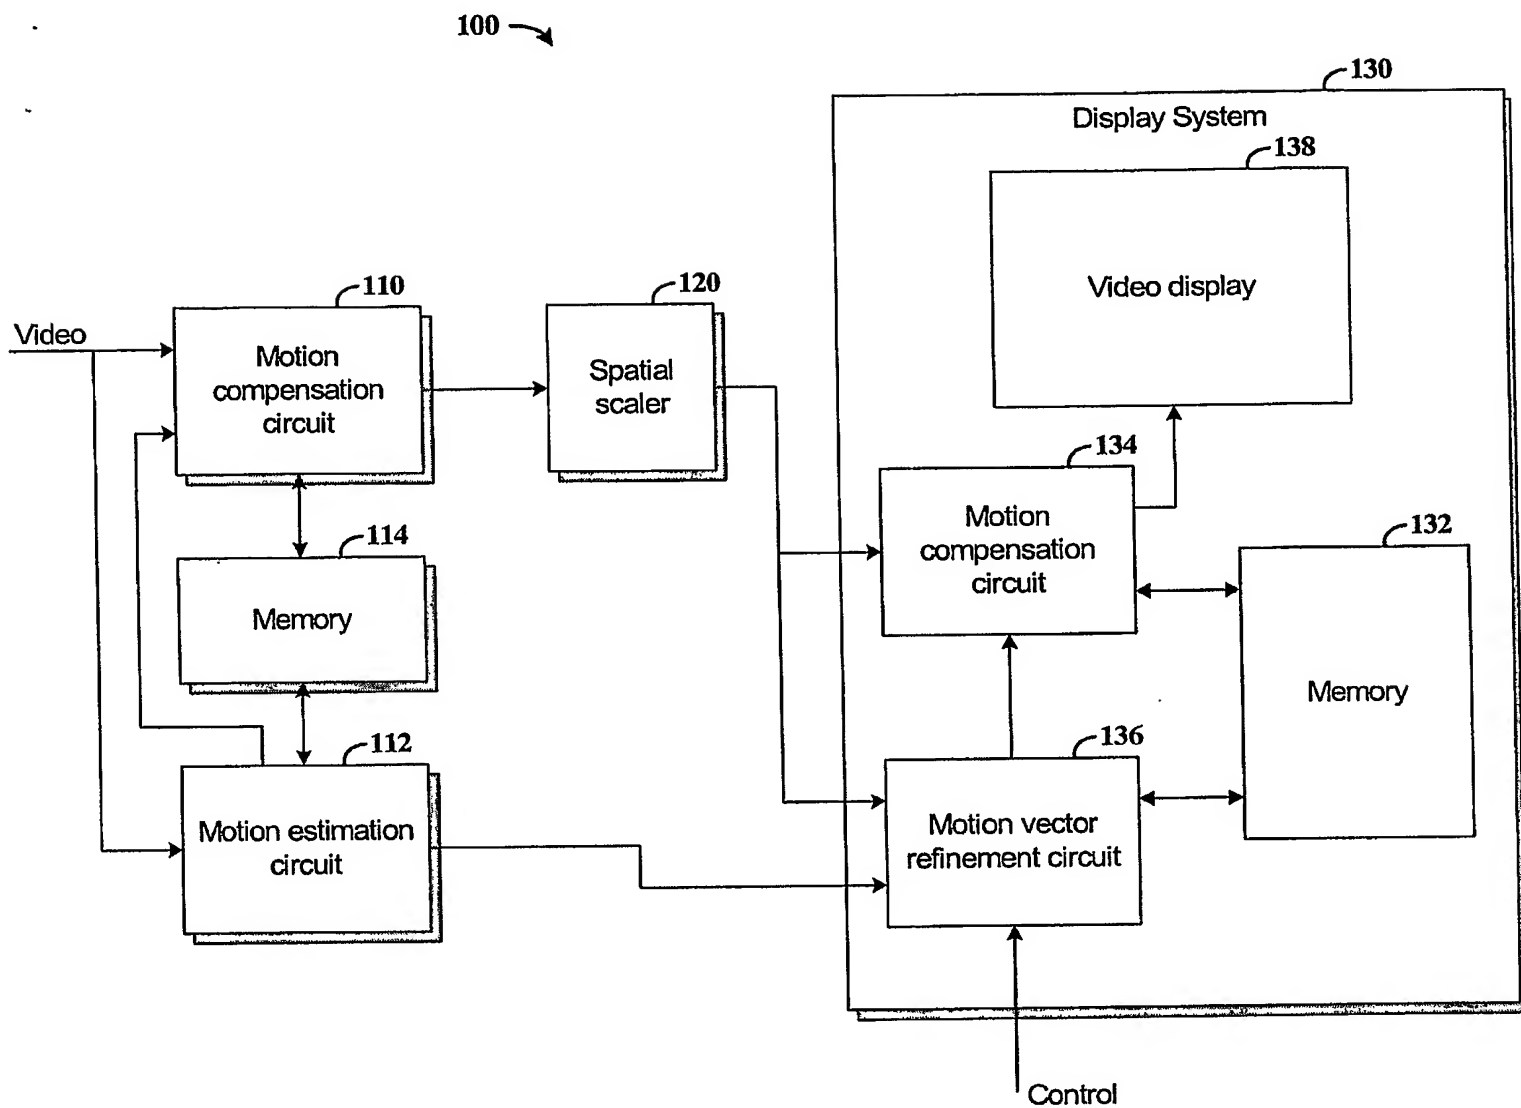 100
130
Display System
138
Video display
110
120
Video
Motion
compensation
circuit
Spatial
scaler
134
Motion
compensation
circuit
132
Memory
114
Memory
136
Motion vector
refinement circuit
112
Motion estimation
circuit
Control